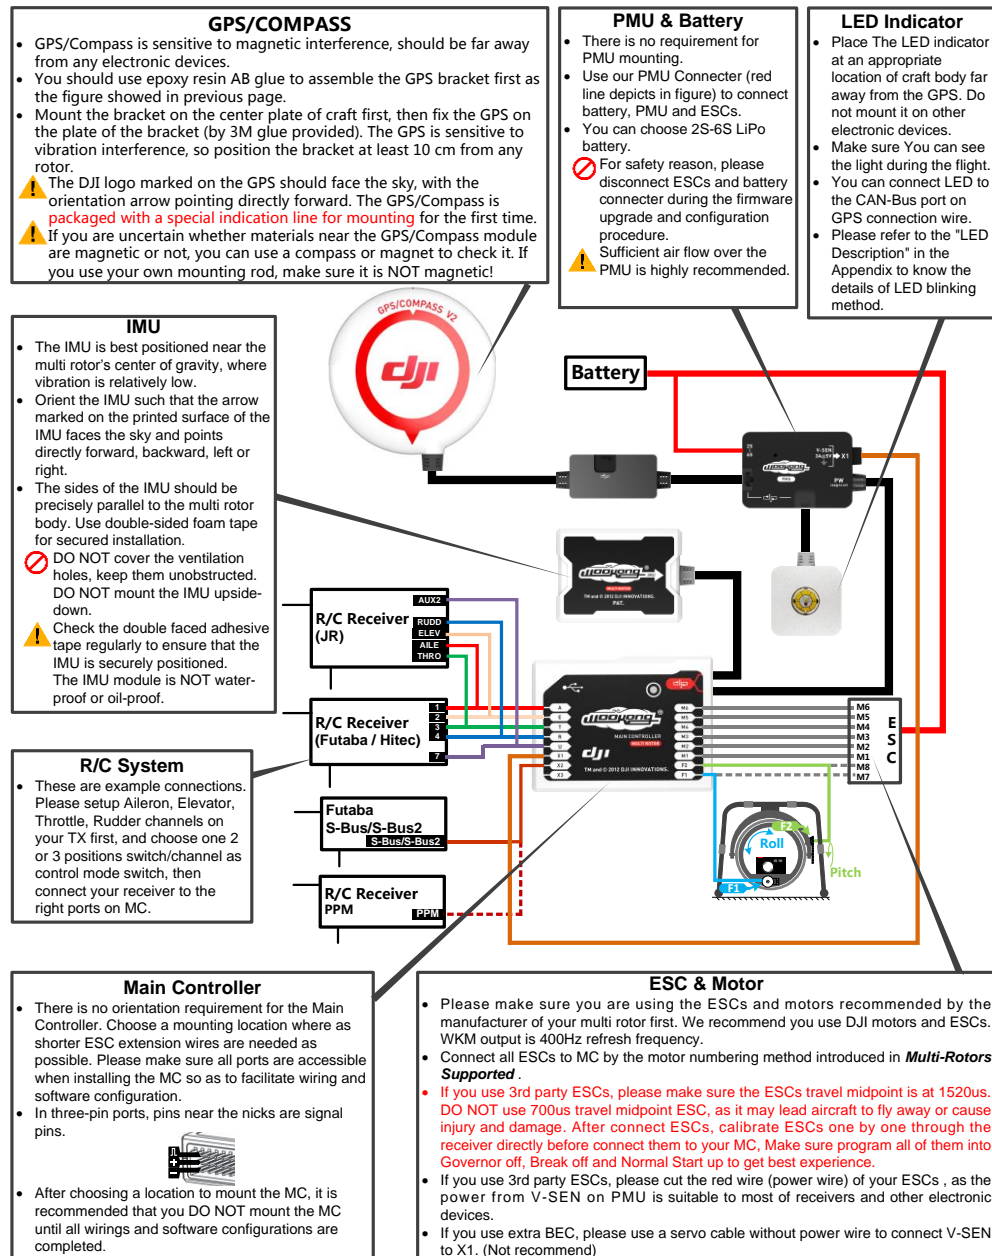 GPS/COMPASS
• GPS/Compass is sensitive to magnetic interference, should be far away
from any electronic devices.
• You should use epoxy resin AB glue to assemble the GPS bracket first as
the figure showed in previous page.
• Mount the bracket on the center plate of craft first, then fix the GPS on
the plate of the bracket (by 3M glue provided). The GPS is sensitive to
vibration interference, so position the bracket at least 10 cm from any
rotor.
The DJI logo marked on the GPS should face the sky, with the
orientation arrow pointing directly forward. The GPS/Compass is
packaged with a special indication line for mounting for the first time.
If you are uncertain whether materials near the GPS/Compass module
are magnetic or not, you can use a compass or magnet to check it. If
you use your own mounting rod, make sure it is NOT magnetic!
PMU & Battery
• There is no requirement for
PMU mounting.
• Use our PMU Connecter (red
line depicts in figure) to connect
battery, PMU and ESCs.
• You can choose 2S-6S LiPo
battery.
For safety reason, please
disconnect ESCs and battery
connecter during the firmware
upgrade and configuration
procedure.
Sufficient air flow over the
PMU is highly recommended.
LED Indicator
• Place The LED indicator
at an appropriate
location of craft body far
away from the GPS. Do
not mount it on other
electronic devices.
• Make sure You can see
the light during the flight.
• You can connect LED to
the CAN-Bus port on
GPS connection wire.
• Please refer to the "LED
Description" in the
Appendix to know the
details of LED blinking
method.
IMU
• The IMU is best positioned near the
multi rotor's center of gravity, where
vibration is relatively low.
• Orient the IMU such that the arrow
marked on the printed surface of the
IMU faces the sky and points
directly forward, backward, left or
right.
• The sides of the IMU should be
precisely parallel to the multi rotor
body. Use double-sided foam tape
for secured installation.
DO NOT cover the ventilation
holes, keep them unobstructed.
DO NOT mount the IMU upside-
down.
Check the double faced adhesive
tape regularly to ensure that the
IMU is securely positioned.
The IMU module is NOT water-
proof or oil-proof.
GPS/COMPASS V2
dji
Battery
V-SEN
3A@5V
X1
PW
WooKong
TM and © 2012 DJI INNOVATIONS.
PAT.
R/C Receiver
(JR)
AUX2
RUDD
ELEV
AILE
THRO
R/C Receiver
(Futaba / Hitec)
1
2
3
4
7
Futaba
S-Bus/S-Bus2
S-Bus/S-Bus2
R/C Receiver
PPM
PPM
A
E
T
R
U
X1
X2
X3
WooKong
MAIN CONTROLLER
MULTI ROTOR
dji
TM and © 2012 DJI INNOVATIONS.
M6
M5
M4
M3
M2
M1
F2
F1
M6
M5
M4
M3
M2
M1
M8
M7
ESC
F2
Roll
Pitch
F1
R/C System
• These are example connections.
Please setup Aileron, Elevator,
Throttle, Rudder channels on
your TX first, and choose one 2
or 3 positions switch/channel as
control mode switch, then
connect your receiver to the
right ports on MC.
Main Controller
• There is no orientation requirement for the Main
Controller. Choose a mounting location where as
shorter ESC extension wires are needed as
possible. Please make sure all ports are accessible
when installing the MC so as to facilitate wiring and
software configuration.
• In three-pin ports, pins near the nicks are signal
pins.
• After choosing a location to mount the MC, it is
recommended that you DO NOT mount the MC
until all wirings and software configurations are
completed.
ESC & Motor
• Please make sure you are using the ESCs and motors recommended by the
manufacturer of your multi rotor first. We recommend you use DJI motors and ESCs.
WKM output is 400Hz refresh frequency.
• Connect all ESCs to MC by the motor numbering method introduced in Multi-Rotors
Supported .
• If you use 3rd party ESCs, please make sure the ESCs travel midpoint is at 1520us.
DO NOT use 700us travel midpoint ESC, as it may lead aircraft to fly away or cause
injury and damage. After connect ESCs, calibrate ESCs one by one through the
receiver directly before connect them to your MC, Make sure program all of them into
Governor off, Break off and Normal Start up to get best experience.
• If you use 3rd party ESCs, please cut the red wire (power wire) of your ESCs , as the
power from V-SEN on PMU is suitable to most of receivers and other electronic
devices.
• If you use extra BEC, please use a servo cable without power wire to connect V-SEN
to X1. (Not recommend)